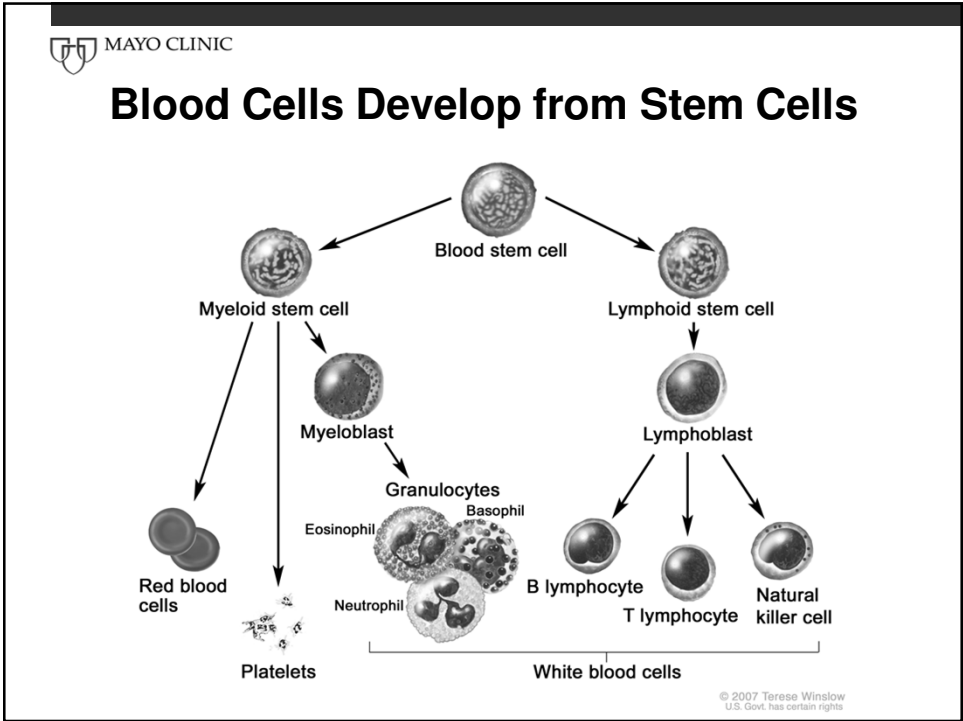 MAYO CLINIC
Blood Cells Develop from Stem Cells
Blood stem cell
Myeloid stem cell
Lymphoid stem cell
Myeloblast
Lymphoblast
Granulocytes
Basophil
Eosinophil
Neutrophil
Red blood
cells
Platelets
B lymphocyte
T lymphocyte
Natural
killer cell
White blood cells
© 2007 Terese Winslow
U.S. Govt. has certain rights